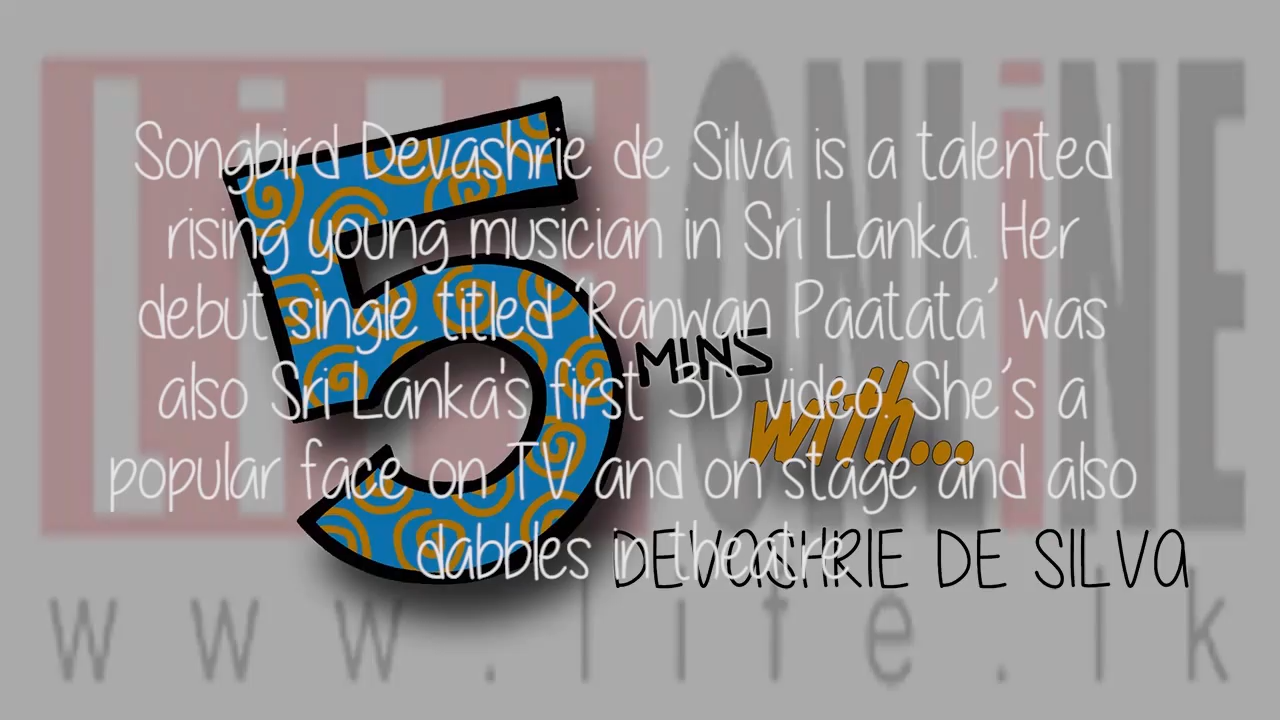 LIFE ONLINE
Songbird Devashrie de Silva is a talented
rising young musician in Sri Lanka. Her
debut single titled 'Ranwan Paatata' was
also Sri Lanka's first 3D video. She's a
popular face on TV and on stage and also
dabbles in theatre
5
MINS
with...
DEVASHRIE DE SILVA
www.life.lk